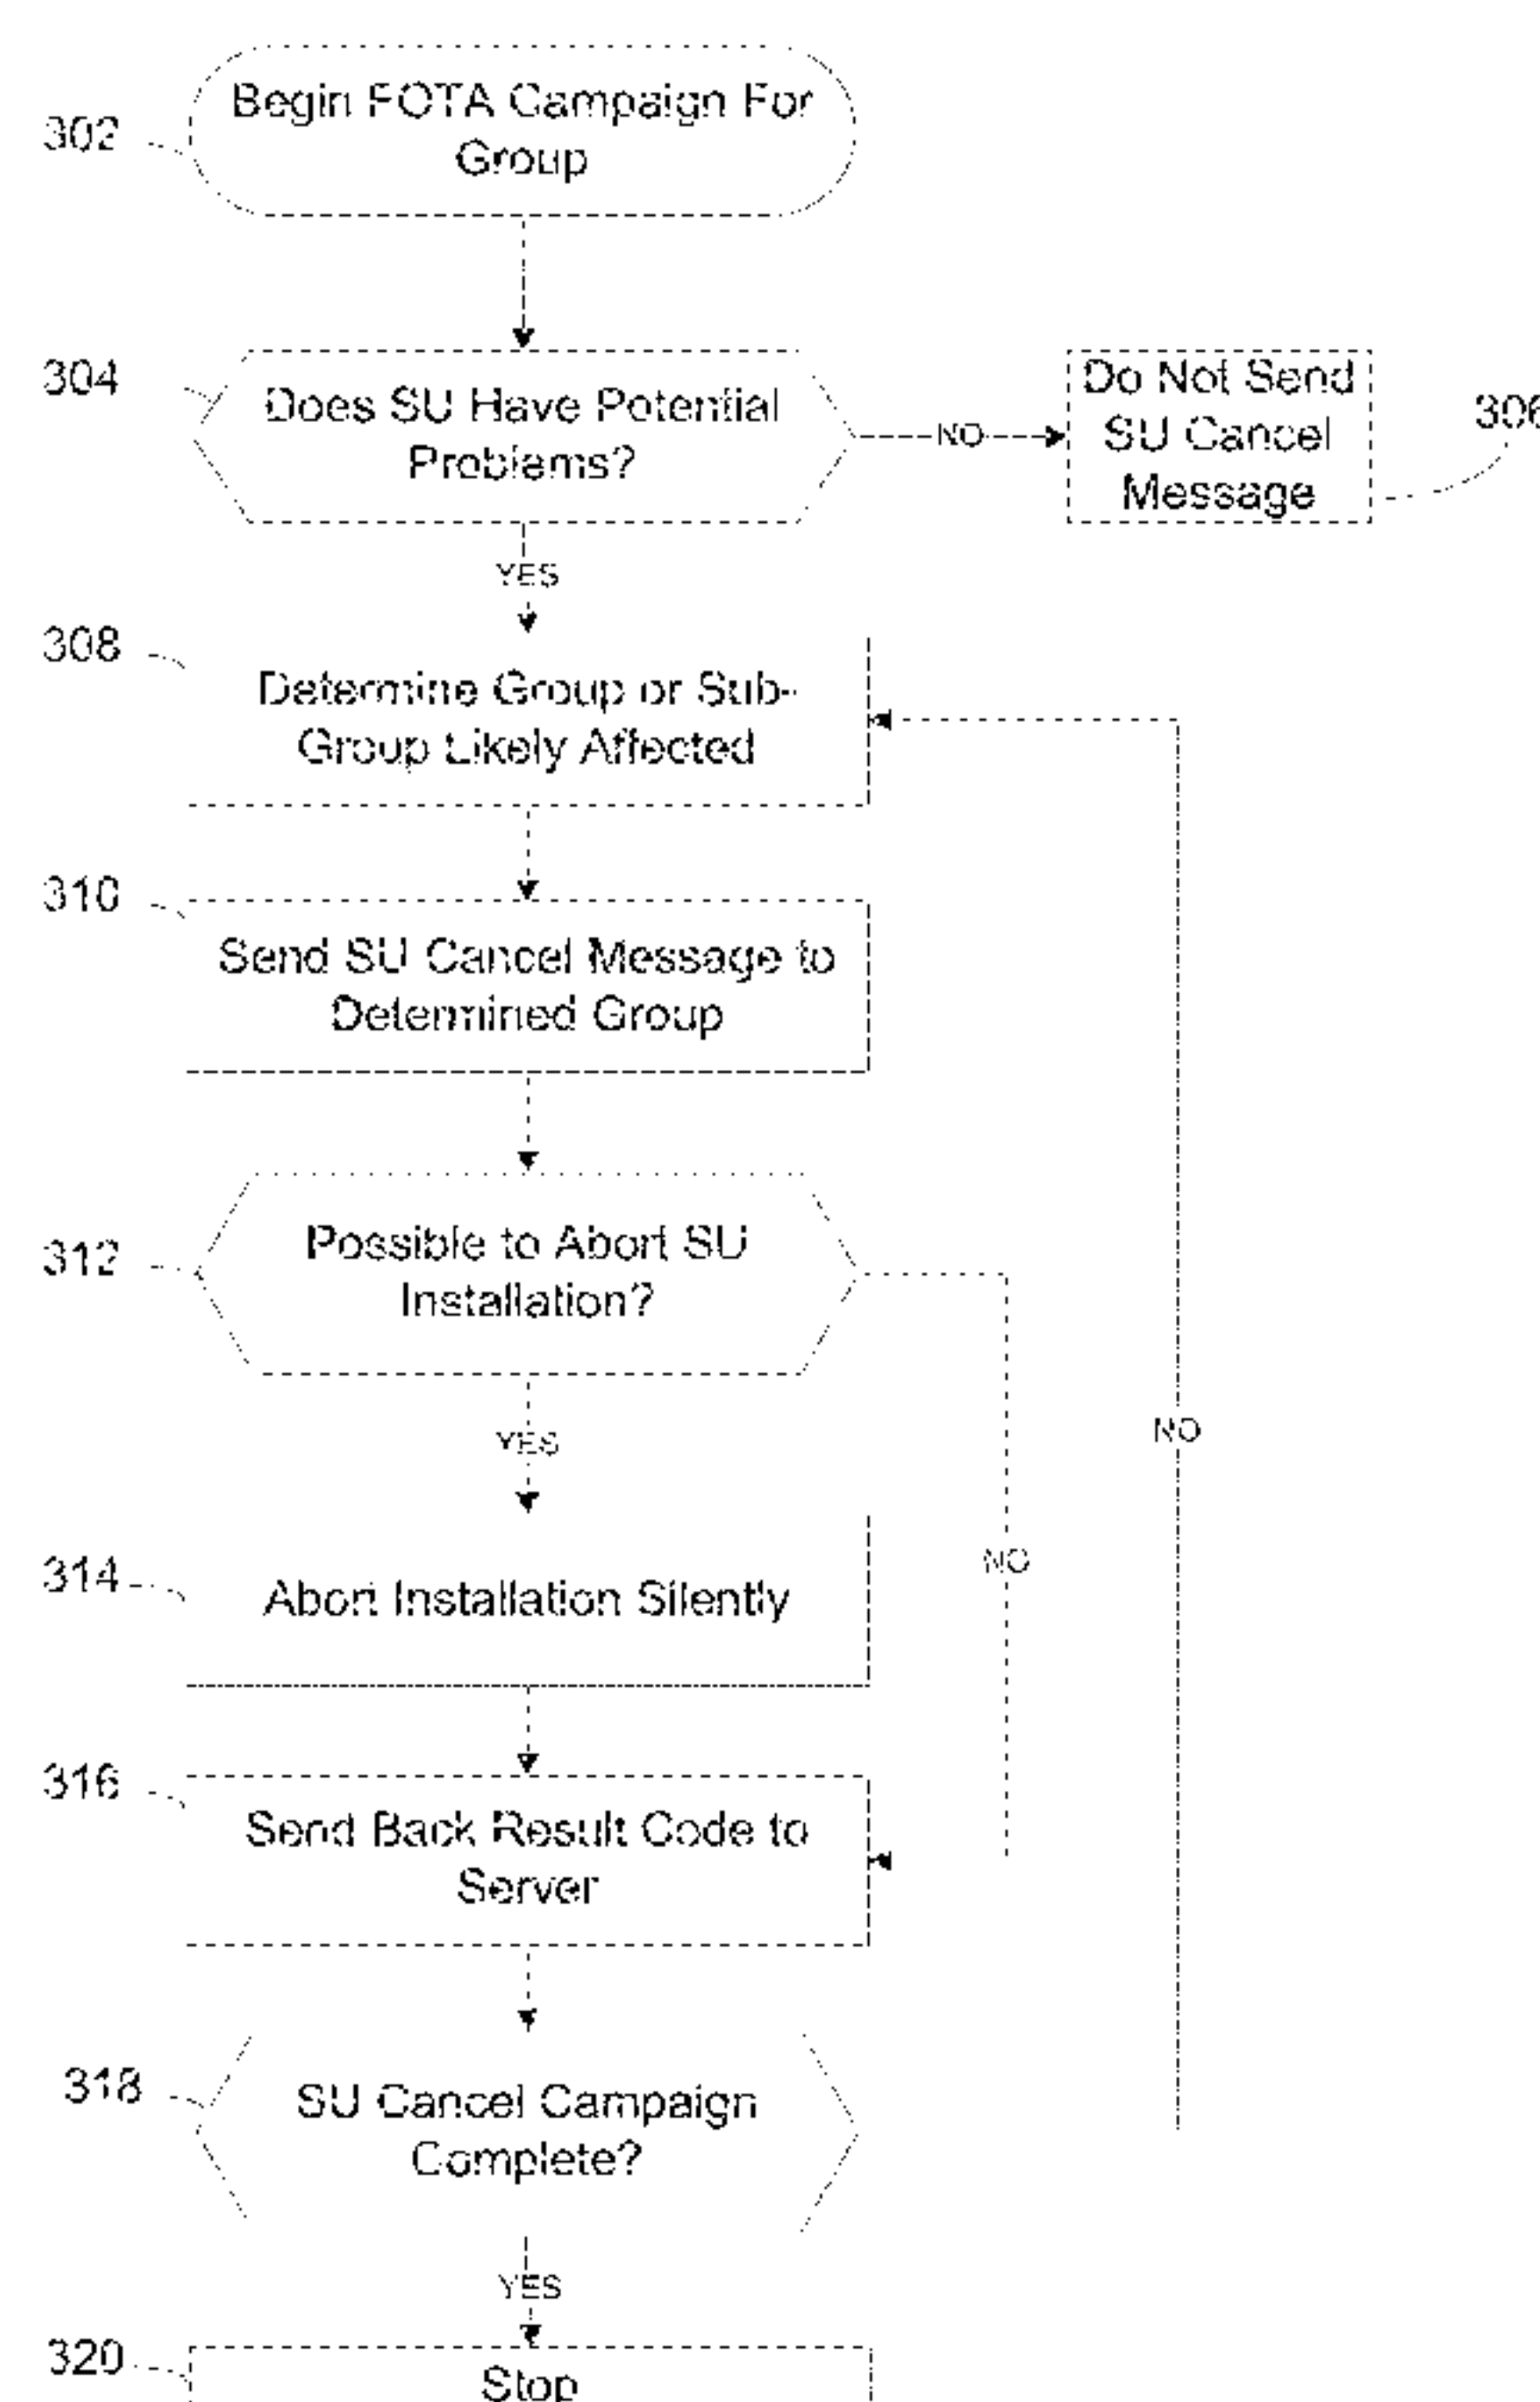 Begin FOTA Campaign For
Group
302
304
Does SU Have Potential
Problems?
NO
Do Not Send
SU Cancel
Message
306
YES
308
Determine Group or Sub-
Group Likely Affected
310
Send SU Cancel Message to
Determined Group
312
Possible to Abort SU
Installation?
NO
YES
NO
314
Abort Installation Silently
316
Send Back Result Code to
Server
318
SU Cancel Campaign
Complete?
YES
320
Stop